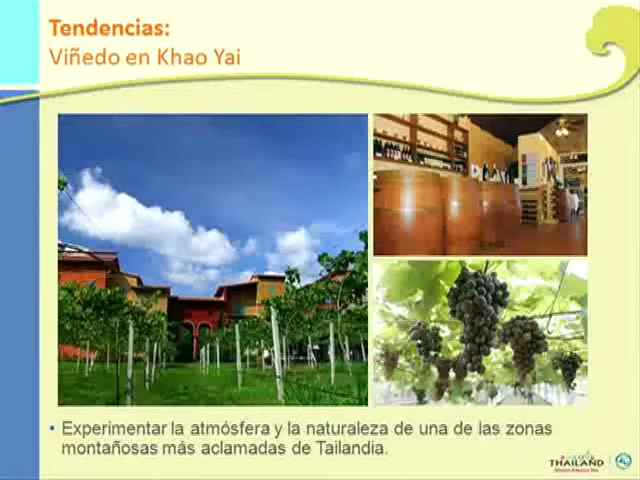 Tendencias:
Viñedo en Khao Yai
• Experimentar la atmósfera y la naturaleza de una de las zonas
montañosas más aclamadas de Tailandia.
THAILAND